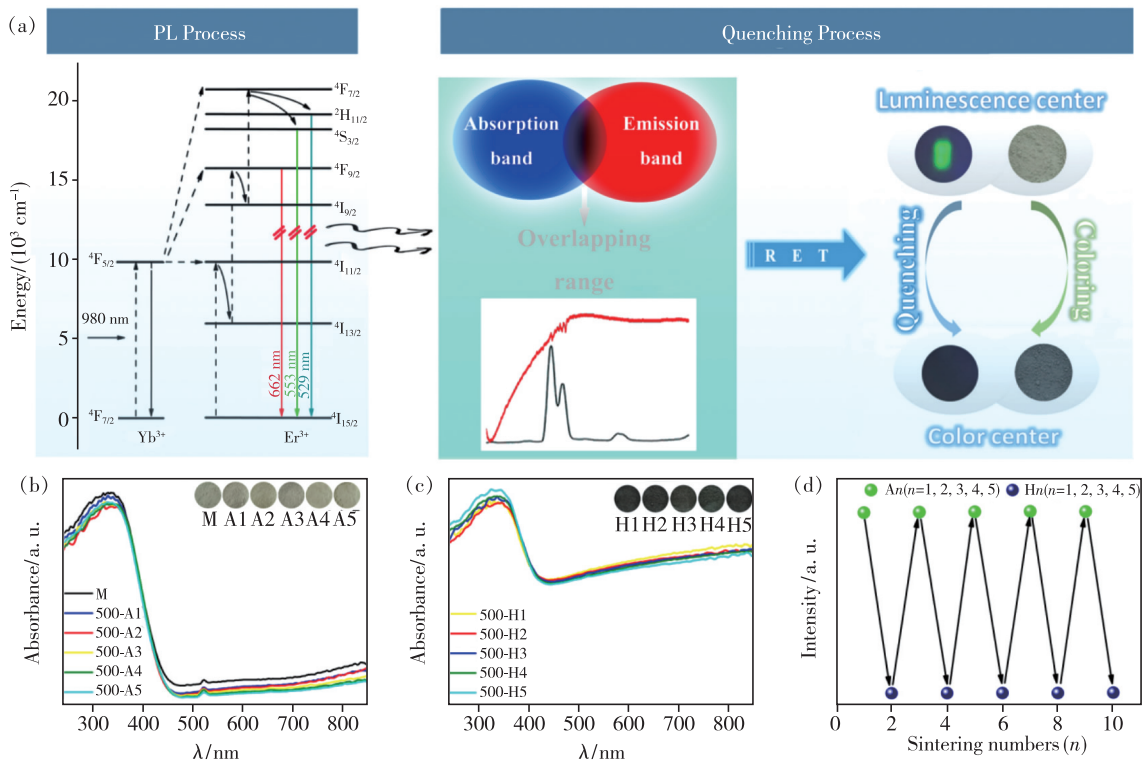 (a)
PL Process
Quenching Process
Energy/(10³ cm⁻¹)
20
15
10
5
0
⁴F₇/₂
²H₁₁/₂
⁴S₃/₂
⁴F₉/₂
⁴I₉/₂
⁴F₅/₂
⁴I₁₁/₂
980 nm
⁴I₁₃/₂
662 nm
553 nm
529 nm
⁴F₇/₂
⁴I₁₅/₂
Yb³⁺
Er³⁺
Absorption
band
Emission
band
Overlapping
range
R E T
Luminescence center
Quenching
Coloring
Color center
(b)
Absorbance/a. u.
M A1 A2 A3 A4 A5
M
500-A1
500-A2
500-A3
500-A4
500-A5
300 400 500 600 700 800
λ/nm
(c)
Absorbance/a. u.
H1 H2 H3 H4 H5
500-H1
500-H2
500-H3
500-H4
500-H5
300 400 500 600 700 800
λ/nm
(d)
An(n=1, 2, 3, 4, 5) Hn(n=1, 2, 3, 4, 5)
Intensity/a. u.
0 2 4 6 8 10
Sintering numbers (n)